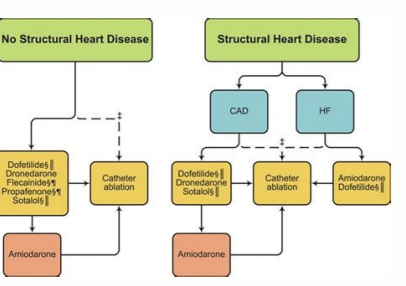 No Structural Heart Disease
Structural Heart Disease
CAD
HF
‡
‡
Dofetilide§‖
Dronedarone
Flecainide§¶
Propafenone§¶
Sotalol§‖
Catheter
ablation
Dofetilide§‖
Dronedarone
Sotalol§‖
Catheter
ablation
Amiodarone
Dofetilide§‖
Amiodarone
Amiodarone